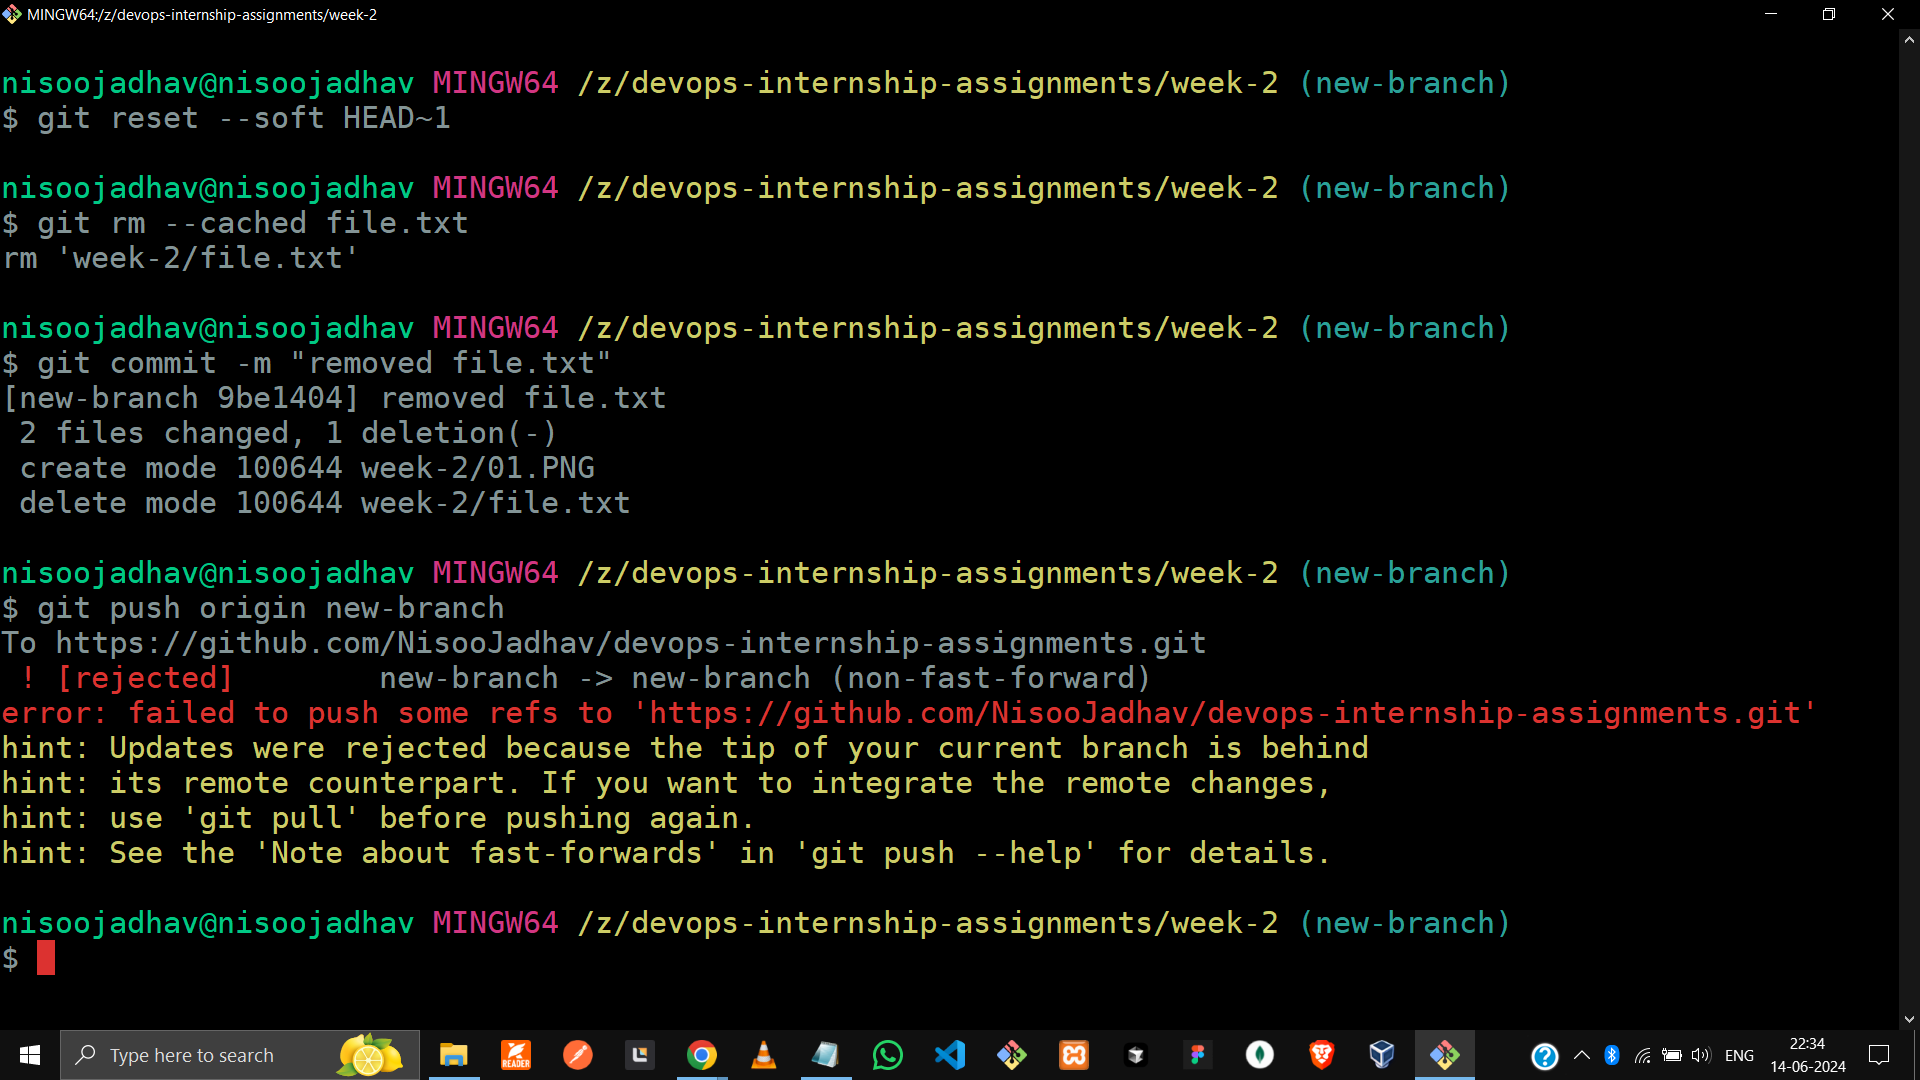 MINGW64:/z/devops-internship-assignments/week-2
nisoojadhav@nisoojadhav MINGW64 /z/devops-internship-assignments/week-2 (new-branch)
$ git reset --soft HEAD~1
nisoojadhav@nisoojadhav MINGW64 /z/devops-internship-assignments/week-2 (new-branch)
$ git rm --cached file.txt
rm 'week-2/file.txt'
nisoojadhav@nisoojadhav MINGW64 /z/devops-internship-assignments/week-2 (new-branch)
$ git commit -m "removed file.txt"
[new-branch 9be1404] removed file.txt
 2 files changed, 1 deletion(-)
 create mode 100644 week-2/01.PNG
 delete mode 100644 week-2/file.txt
nisoojadhav@nisoojadhav MINGW64 /z/devops-internship-assignments/week-2 (new-branch)
$ git push origin new-branch
To https://github.com/NisooJadhav/devops-internship-assignments.git
 ! [rejected]        new-branch -> new-branch (non-fast-forward)
error: failed to push some refs to 'https://github.com/NisooJadhav/devops-internship-assignments.git'
hint: Updates were rejected because the tip of your current branch is behind
hint: its remote counterpart. If you want to integrate the remote changes,
hint: use 'git pull' before pushing again.
hint: See the 'Note about fast-forwards' in 'git push --help' for details.
nisoojadhav@nisoojadhav MINGW64 /z/devops-internship-assignments/week-2 (new-branch)
$
Type here to search
READER
ENG
22:34
14-06-2024